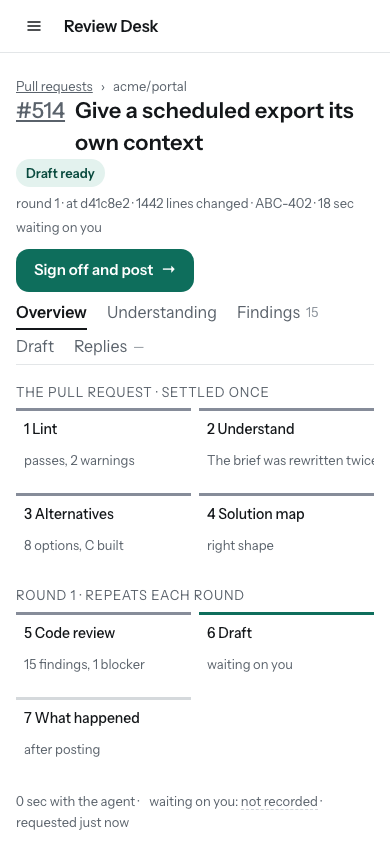 Review Desk
Pull requests › acme/portal
#514 Give a scheduled export its
own context
Draft ready
round 1 · at d41c8e2 · 1442 lines changed · ABC-402 · 18 sec
waiting on you
Sign off and post →
Overview Understanding Findings 15
Draft Replies —
THE PULL REQUEST · SETTLED ONCE
1 Lint
passes, 2 warnings
2 Understand
The brief was rewritten twice
3 Alternatives
8 options, C built
4 Solution map
right shape
ROUND 1 · REPEATS EACH ROUND
5 Code review
15 findings, 1 blocker
6 Draft
waiting on you
7 What happened
after posting
0 sec with the agent · waiting on you: not recorded ·
requested just now